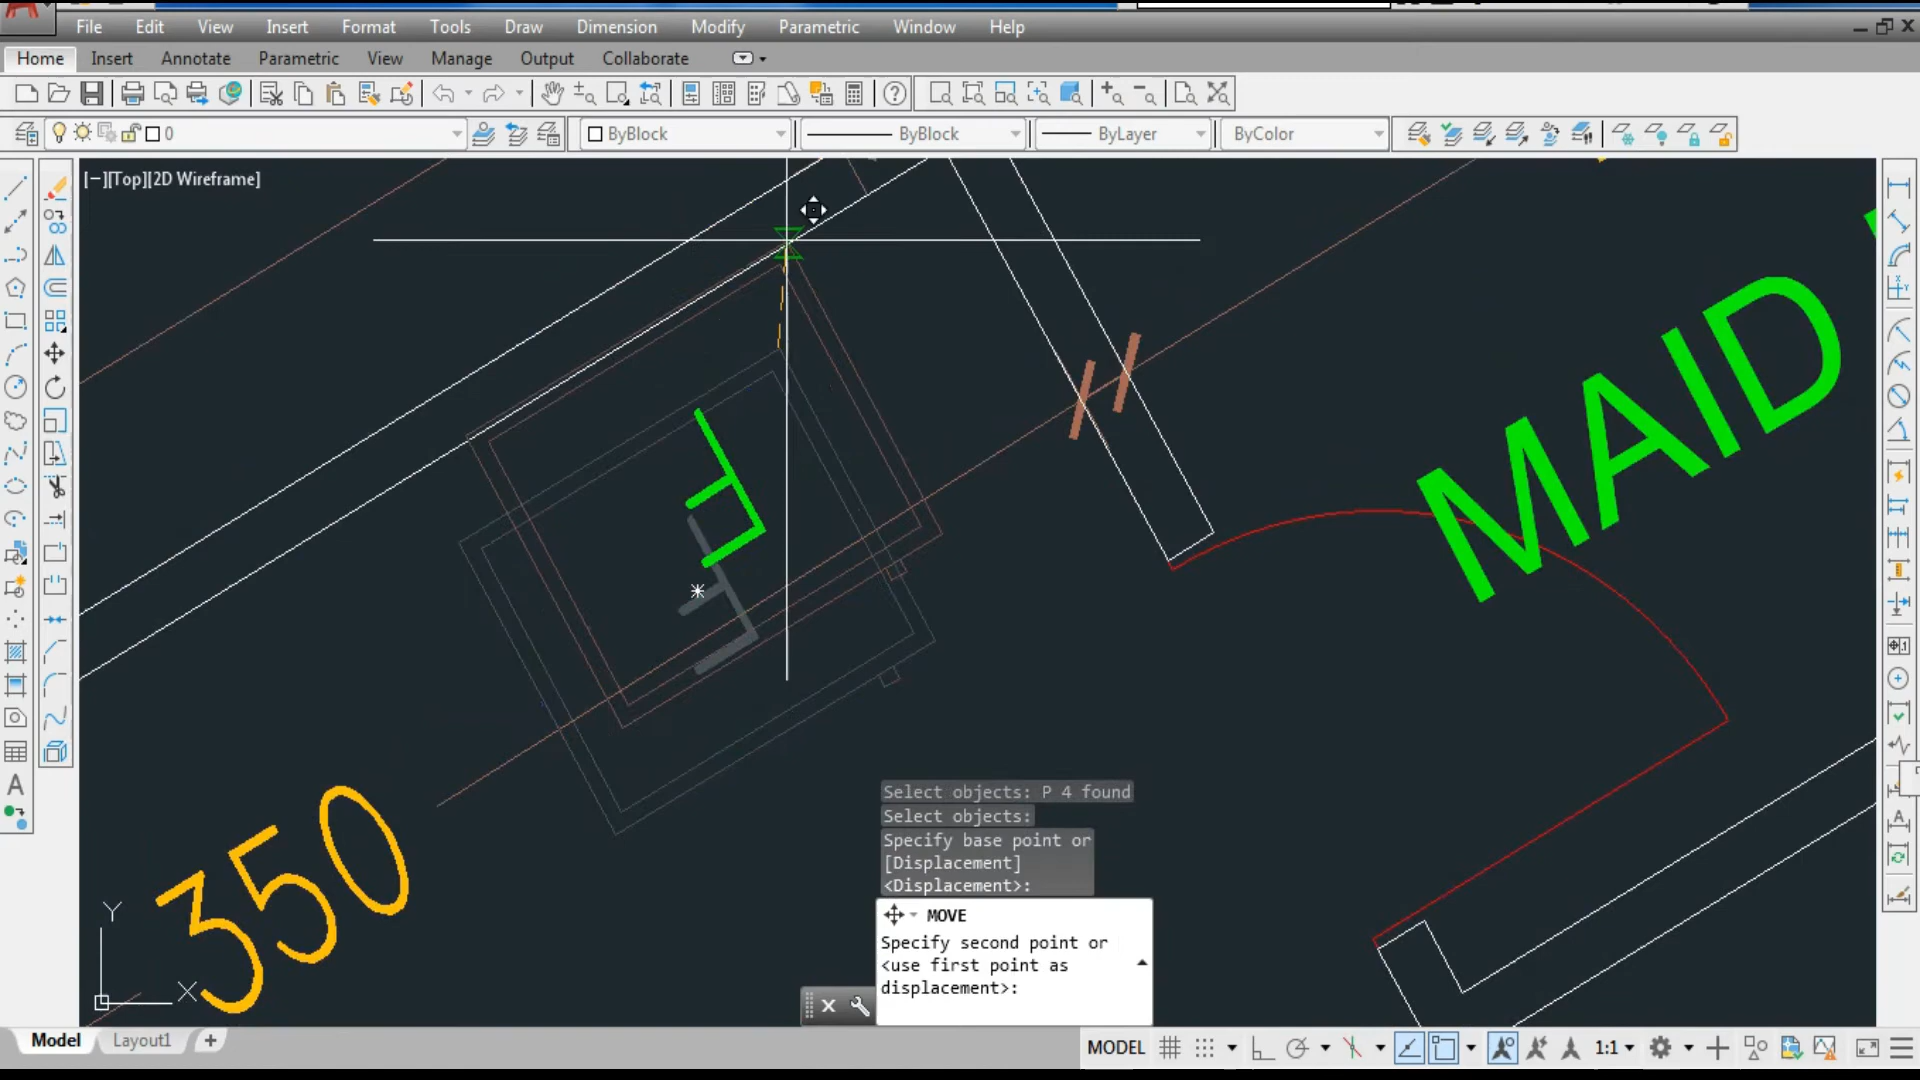 File Edit View Insert Format Tools Draw Dimension Modify Parametric Window Help
Home Insert Annotate Parametric View Manage Output Collaborate
0 ByBlock ByBlock ByLayer ByColor
[−][Top][2D Wireframe]
MAID
F
350
Select objects: P 4 found
Select objects:
Specify base point or
[Displacement]
<Displacement>:
MOVE
Specify second point or
<use first point as
displacement>:
Y
X
A
Model Layout1 +
MODEL 1:1